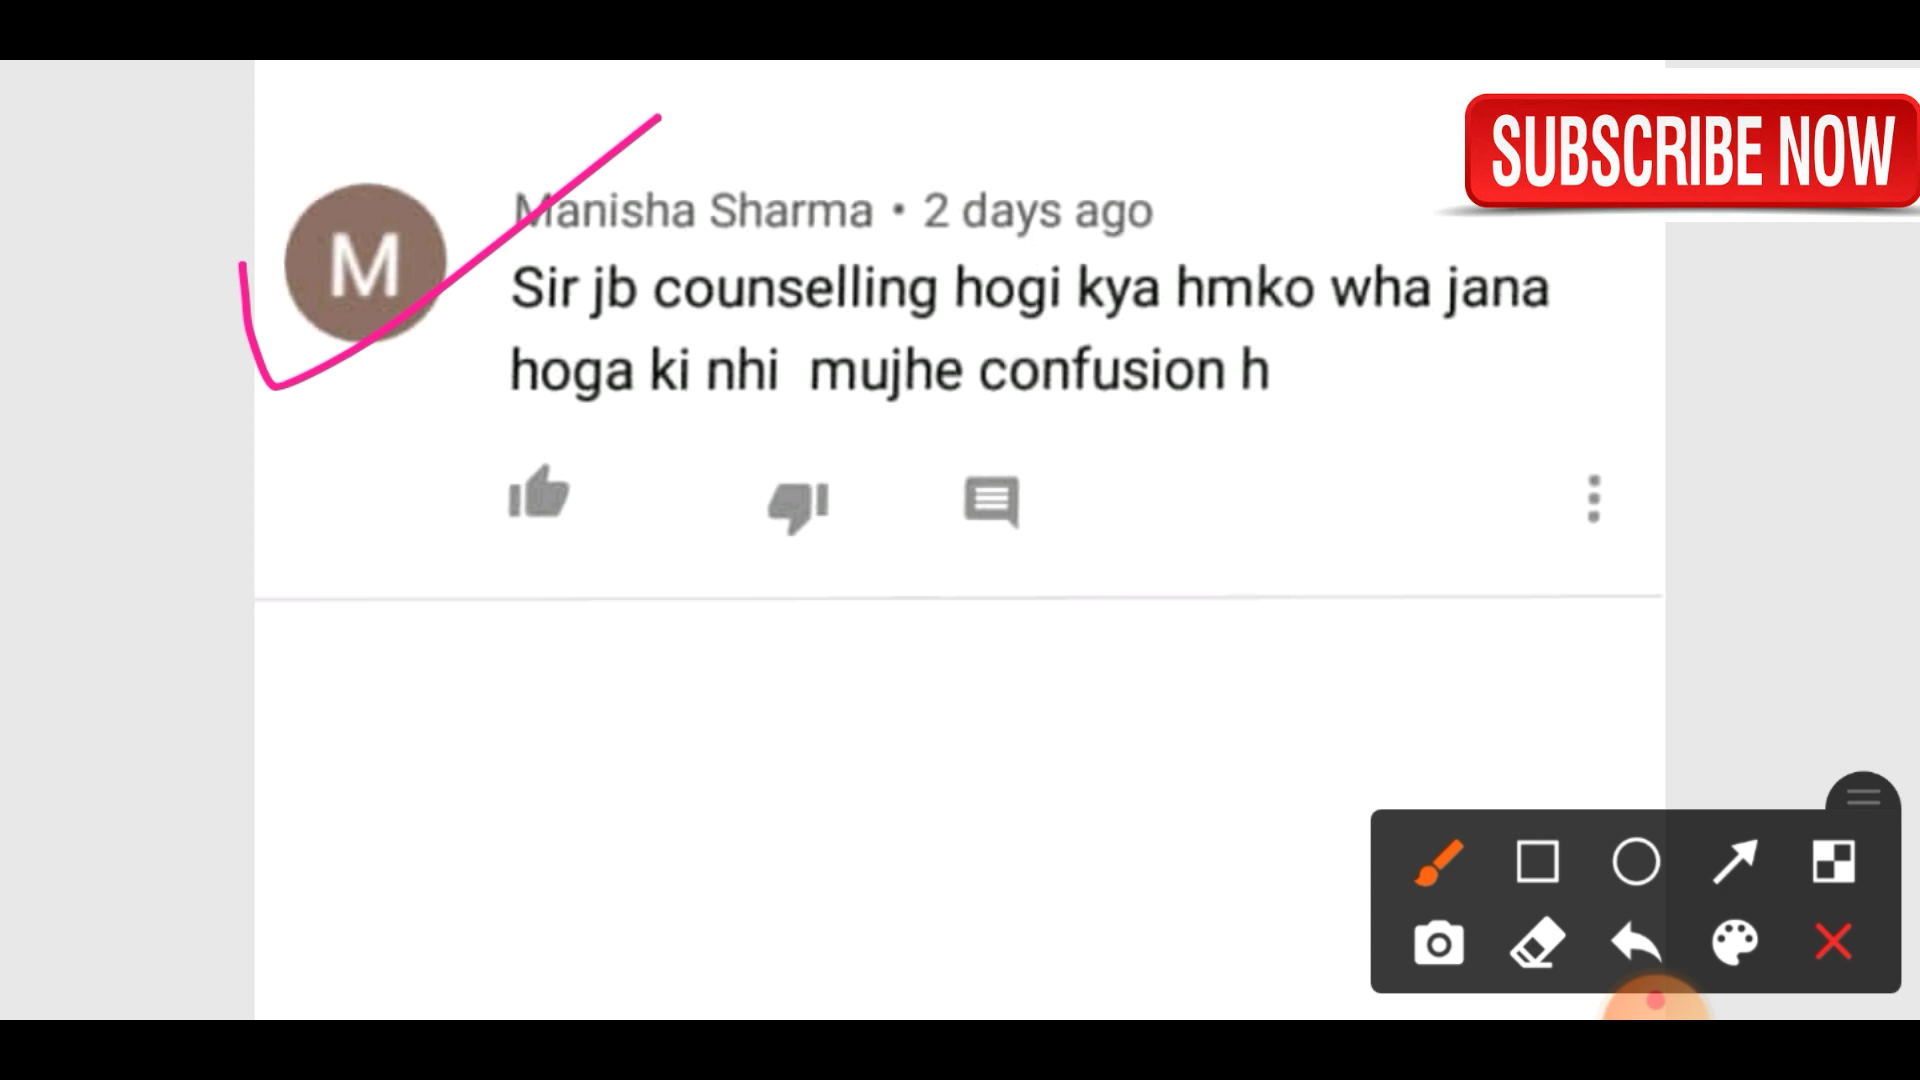 SUBSCRIBE NOW
M
Manisha Sharma • 2 days ago
Sir jb counselling hogi kya hmko wha jana
hoga ki nhi mujhe confusion h